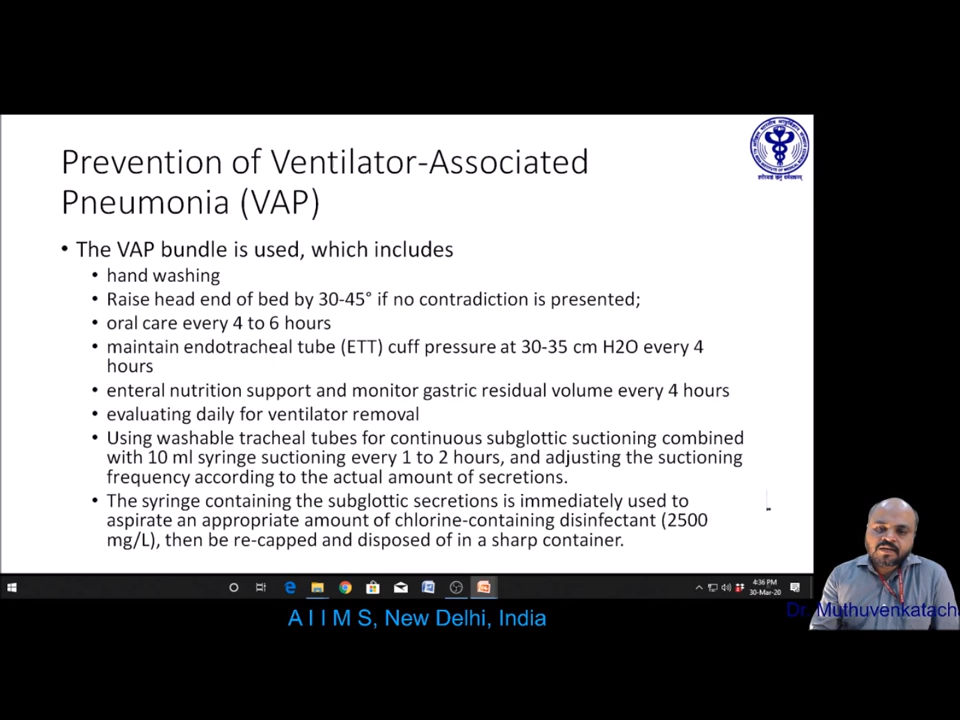 Prevention of Ventilator-Associated
Pneumonia (VAP)
• The VAP bundle is used, which includes
• hand washing
• Raise head end of bed by 30-45° if no contradiction is presented;
• oral care every 4 to 6 hours
• maintain endotracheal tube (ETT) cuff pressure at 30-35 cm H2O every 4
hours
• enteral nutrition support and monitor gastric residual volume every 4 hours
• evaluating daily for ventilator removal
• Using washable tracheal tubes for continuous subglottic suctioning combined
with 10 ml syringe suctioning every 1 to 2 hours, and adjusting the suctioning
frequency according to the actual amount of secretions.
• The syringe containing the subglottic secretions is immediately used to
aspirate an appropriate amount of chlorine-containing disinfectant (2500
mg/L), then be re-capped and disposed of in a sharp container.
4:36 PM
30-Mar-20
Dr. Muthuvenkatach
A I I M S, New Delhi, India